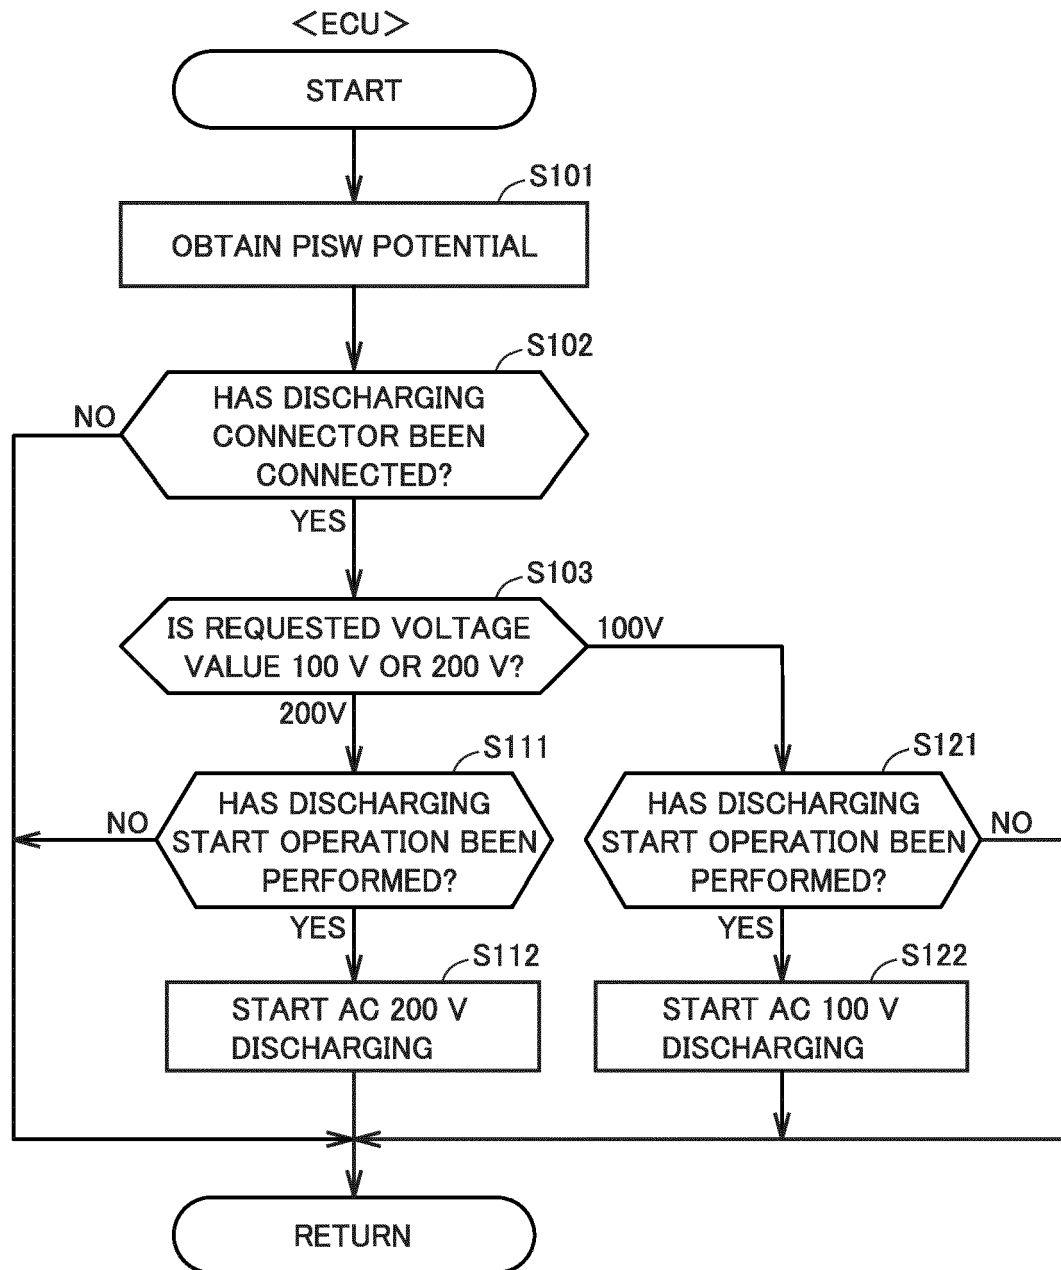 <ECU>
START
S101
OBTAIN PISW POTENTIAL
S102
HAS DISCHARGING
CONNECTOR BEEN
CONNECTED?
NO
YES
S103
IS REQUESTED VOLTAGE
VALUE 100 V OR 200 V?
100V
200V
S111
HAS DISCHARGING
START OPERATION BEEN
PERFORMED?
NO
YES
S112
START AC 200 V
DISCHARGING
S121
HAS DISCHARGING
START OPERATION BEEN
PERFORMED?
NO
YES
S122
START AC 100 V
DISCHARGING
RETURN